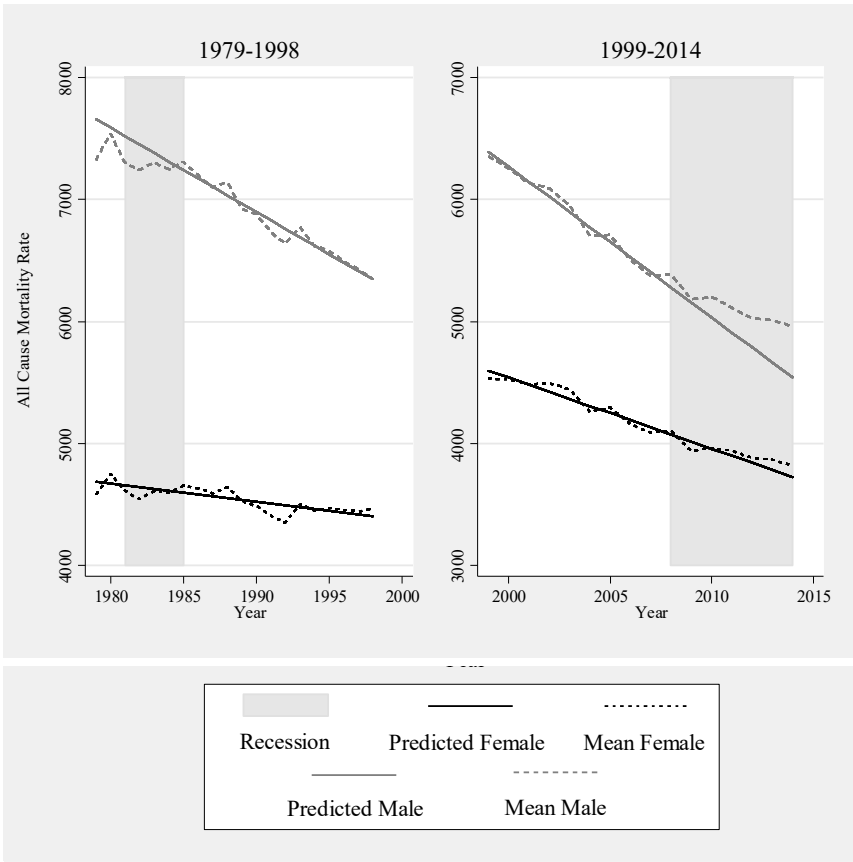 1979-1998
1999-2014
All Cause Mortality Rate
8000
7000
6000
5000
4000
1980 1985 1990 1995 2000
Year
7000
6000
5000
4000
3000
2000 2005 2010 2015
Year
Recession Predicted Female Mean Female
Predicted Male Mean Male